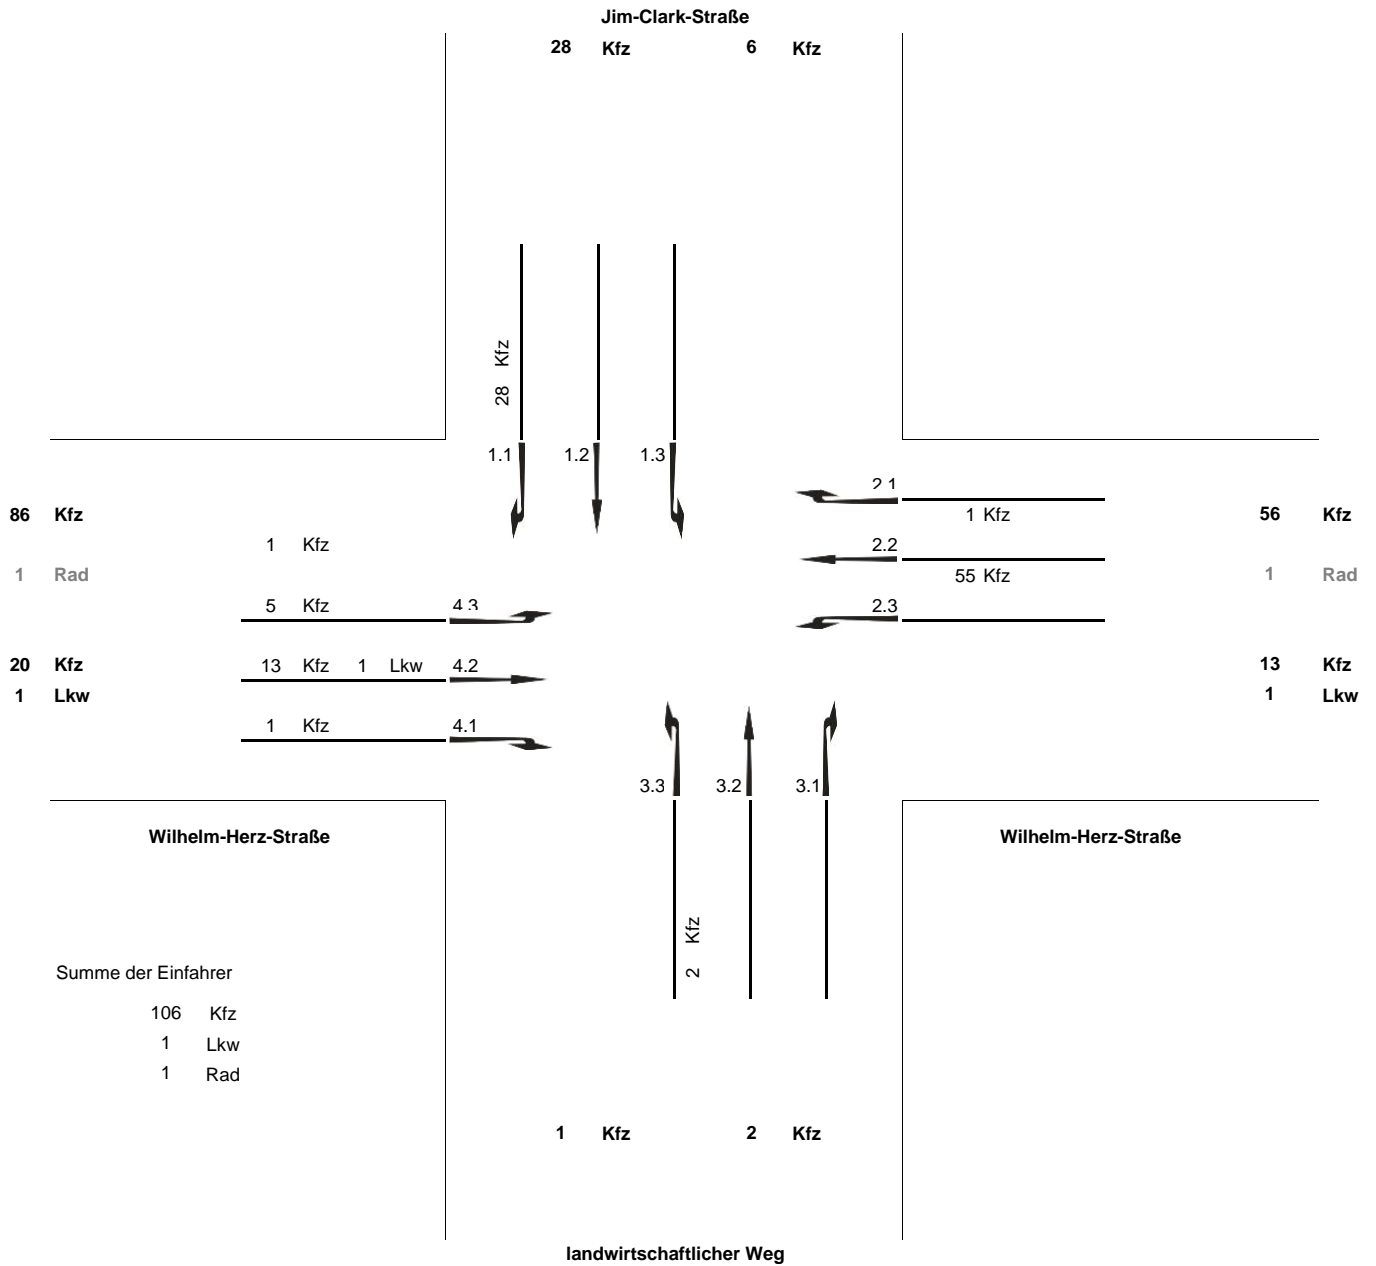 Jim-Clark-Straße
28 Kfz 6 Kfz
28 Kfz
1.1 1.2 1.3
2.1
86 Kfz 1 Kfz 56 Kfz
1 Kfz 2.2
1 Rad 55 Kfz 1 Rad
5 Kfz 4.3 2.3
20 Kfz 13 Kfz 1 Lkw 4.2 13 Kfz
1 Lkw 1 Lkw
1 Kfz 4.1
3.3 3.2 3.1
Wilhelm-Herz-Straße Wilhelm-Herz-Straße
2 Kfz
Summe der Einfahrer
106 Kfz
1 Lkw
1 Rad
1 Kfz 2 Kfz
landwirtschaftlicher Weg